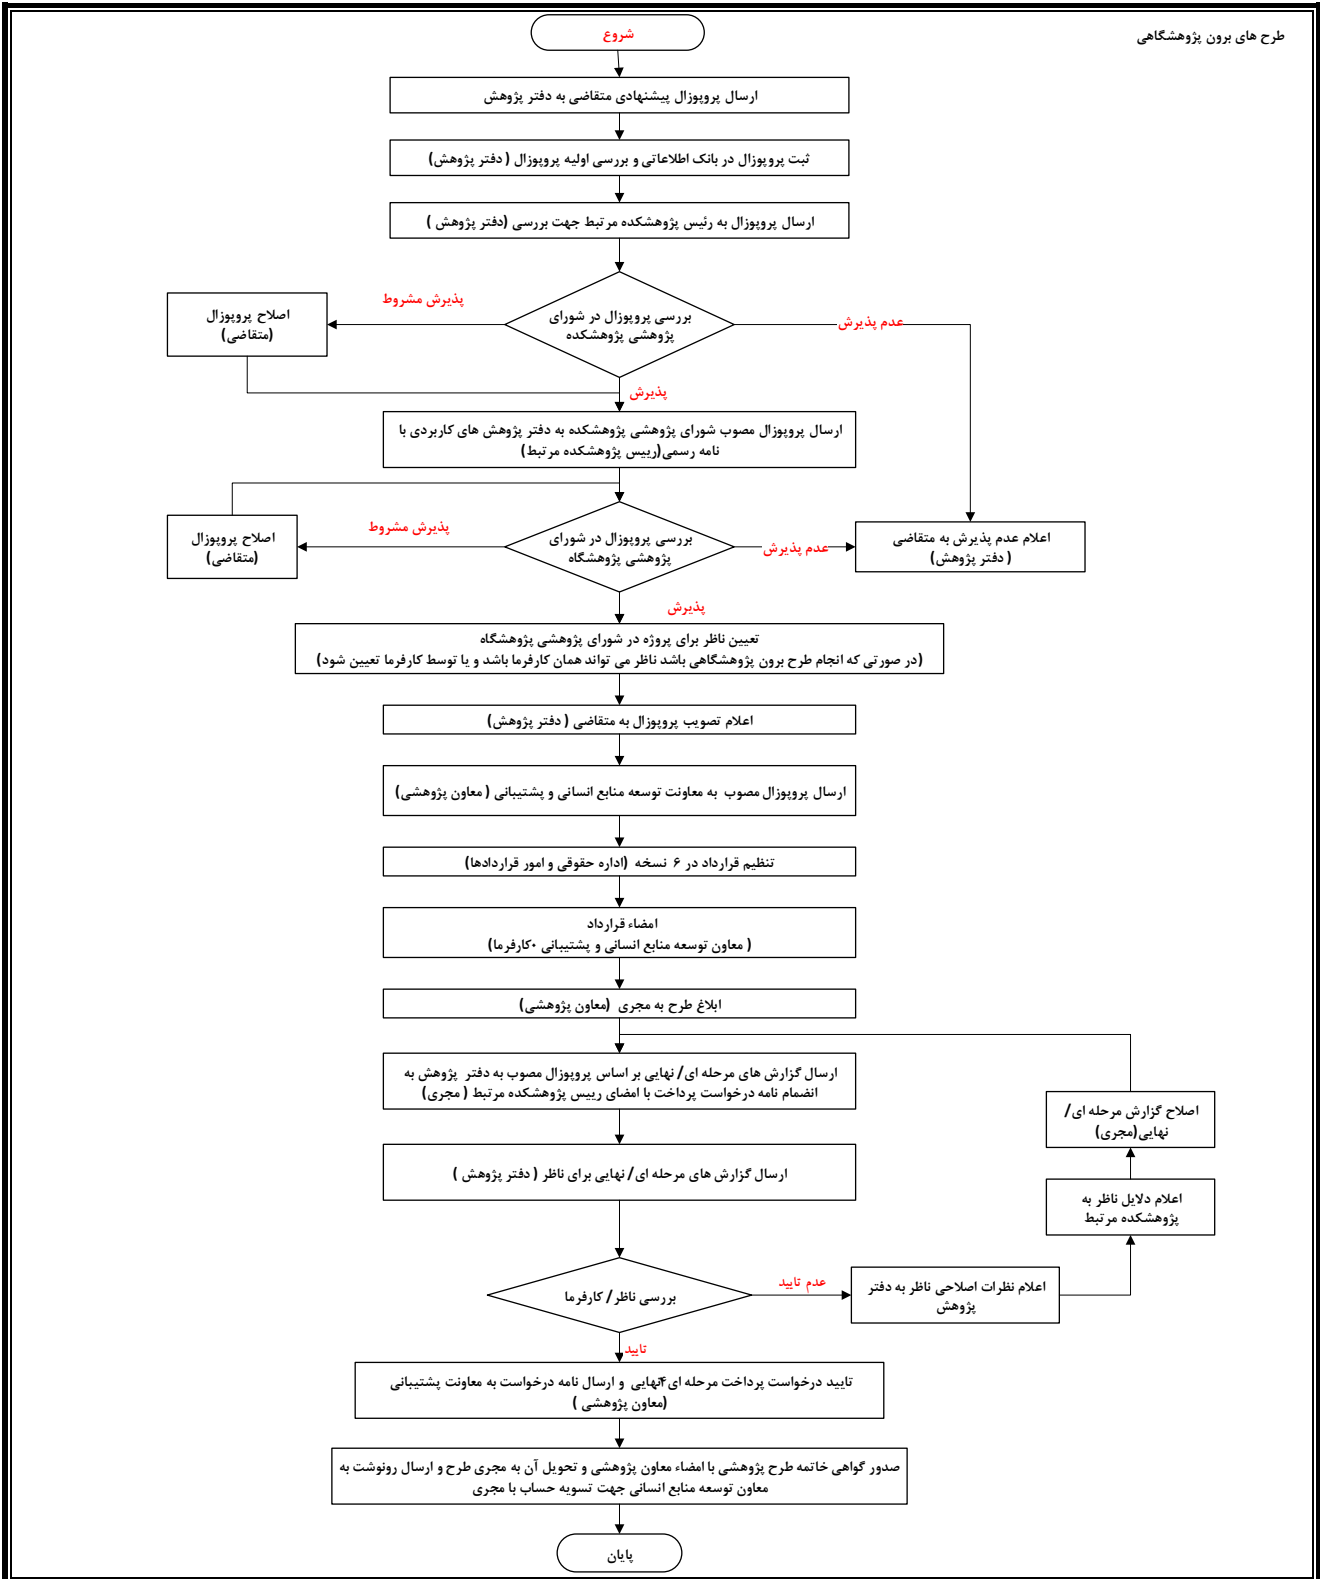 طرح های برون پژوهشگاهی
شروع
ارسال پروپوزال پیشنهادی متقاضی به دفتر پژوهش
ثبت پروپوزال در بانک اطلاعاتی و بررسی اولیه پروپوزال ( دفتر پژوهش)
ارسال پروپوزال به رئیس پژوهشکده مرتبط جهت بررسی (دفتر پژوهش )
بررسی پروپوزال در شورای
پژوهشی پژوهشکده
پذیرش مشروط
اصلاح پروپوزال
(متقاضی)
عدم پذیرش
پذیرش
ارسال پروپوزال مصوب شورای پژوهشی پژوهشکده به دفتر پژوهش های کاربردی با
نامه رسمی(رییس پژوهشکده مرتبط)
بررسی پروپوزال در شورای
پژوهشی پژوهشگاه
پذیرش مشروط
اصلاح پروپوزال
(متقاضی)
عدم پذیرش
اعلام عدم پذیرش به متقاضی
( دفتر پژوهش)
پذیرش
تعیین ناظر برای پروژه در شورای پژوهشی پژوهشگاه
(در صورتی که انجام طرح برون پژوهشگاهی باشد ناظر می تواند همان کارفرما باشد و یا توسط کارفرما تعیین شود)
اعلام تصویب پروپوزال به متقاضی ( دفتر پژوهش)
ارسال پروپوزال مصوب به معاونت توسعه منابع انسانی و پشتیبانی ( معاون پژوهشی)
تنظیم قرارداد در ۶ نسخه (اداره حقوقی و امور قراردادها)
امضاء قرارداد
( معاون توسعه منابع انسانی و پشتیبانی ۰کارفرما)
ابلاغ طرح به مجری (معاون پژوهشی)
ارسال گزارش های مرحله ای/ نهایی بر اساس پروپوزال مصوب به دفتر پژوهش به
انضمام نامه درخواست پرداخت با امضای رییس پژوهشکده مرتبط ( مجری)
ارسال گزارش های مرحله ای/ نهایی برای ناظر ( دفتر پژوهش )
بررسی ناظر/ کارفرما
عدم تایید
اعلام نظرات اصلاحی ناظر به دفتر
پژوهش
اعلام دلایل ناظر به
پژوهشکده مرتبط
اصلاح گزارش مرحله ای/
نهایی(مجری)
تایید
تایید درخواست پرداخت مرحله ای۴نهایی و ارسال نامه درخواست به معاونت پشتیبانی
(معاون پژوهشی )
صدور گواهی خاتمه طرح پژوهشی با امضاء معاون پژوهشی و تحویل آن به مجری طرح و ارسال رونوشت به
معاون توسعه منابع انسانی جهت تسویه حساب با مجری
پایان